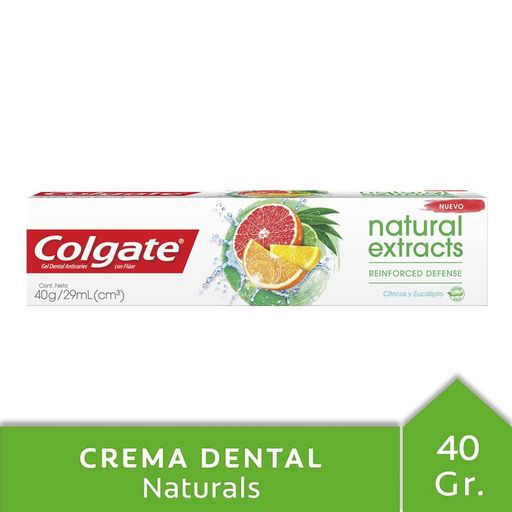 NUEVO
Colgate®
Gel Dental Anticaries con Flúor
Cont. Neto
40g/29mL(cm³)
natural
extracts
REINFORCED DEFENSE
Cítricos y Eucalipto
CREMA DENTAL
Naturals
40
Gr.